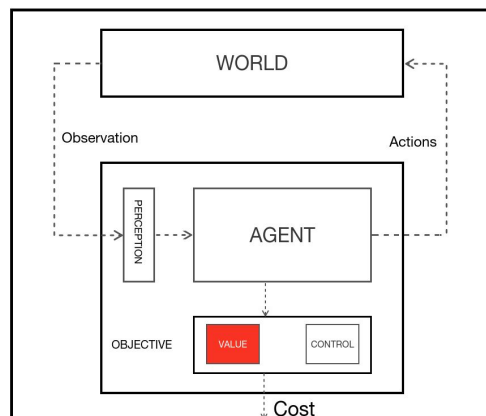 WORLD
Observation
Actions
PERCEPTION
AGENT
OBJECTIVE
VALUE
CONTROL
Cost